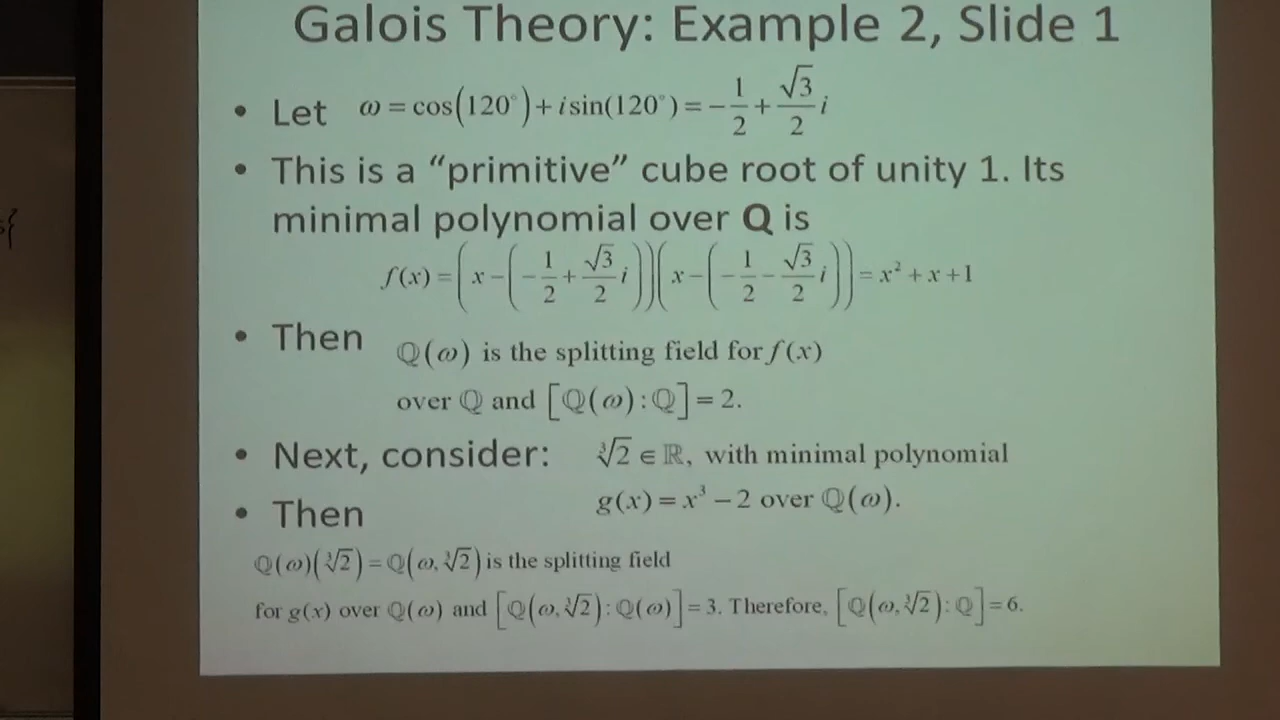 Galois Theory: Example 2, Slide 1
• Let ω = cos(120°) + i sin(120°) = −1/2 + √3/2 i
• This is a “primitive” cube root of unity 1. Its
minimal polynomial over Q is
f(x) = (x − (−1/2 + √3/2 i))(x − (−1/2 − √3/2 i)) = x² + x + 1
• Then ℚ(ω) is the splitting field for f(x)
over ℚ and [ℚ(ω) : ℚ] = 2.
• Next, consider: ∛2 ∈ ℝ, with minimal polynomial
g(x) = x³ − 2 over ℚ(ω).
• Then
ℚ(ω)(∛2) = ℚ(ω, ∛2) is the splitting field
for g(x) over ℚ(ω) and [ℚ(ω, ∛2) : ℚ(ω)] = 3. Therefore, [ℚ(ω, ∛2) : ℚ] = 6.